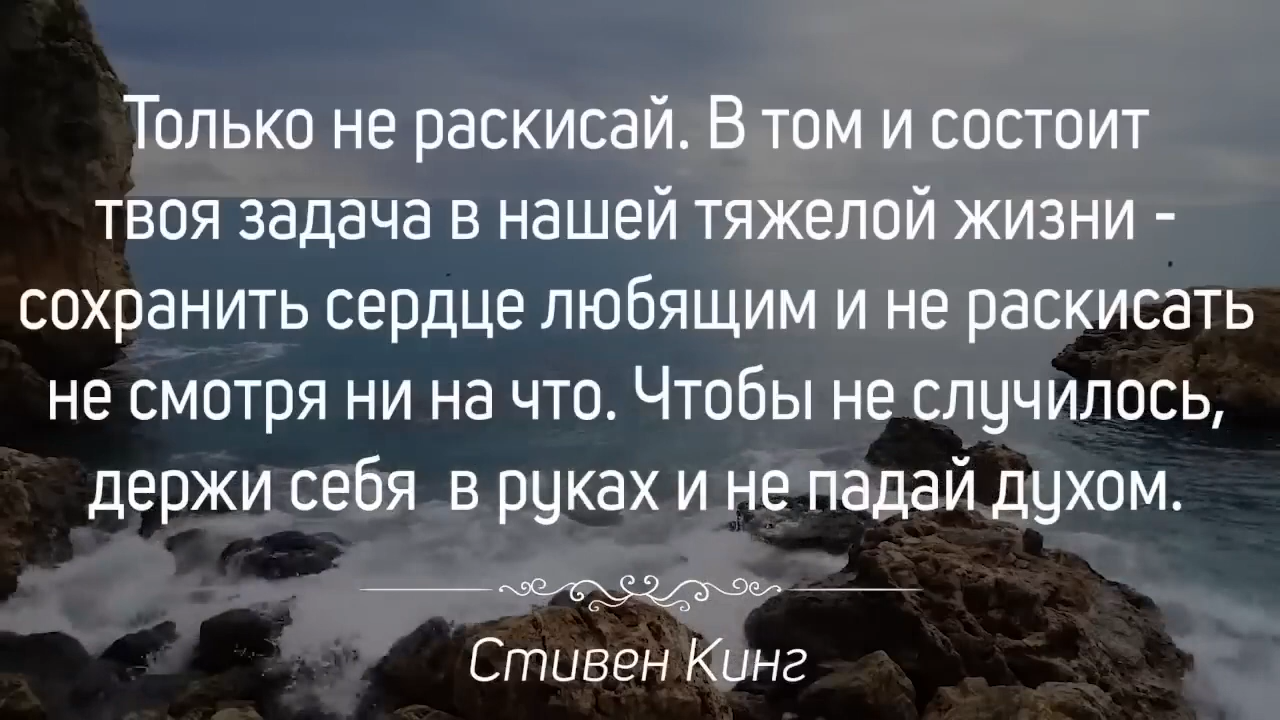 Только не раскисай. В том и состоит
твоя задача в нашей тяжелой жизни -
сохранить сердце любящим и не раскисать
не смотря ни на что. Чтобы не случилось,
держи себя в руках и не падай духом.
Стивен Кинг